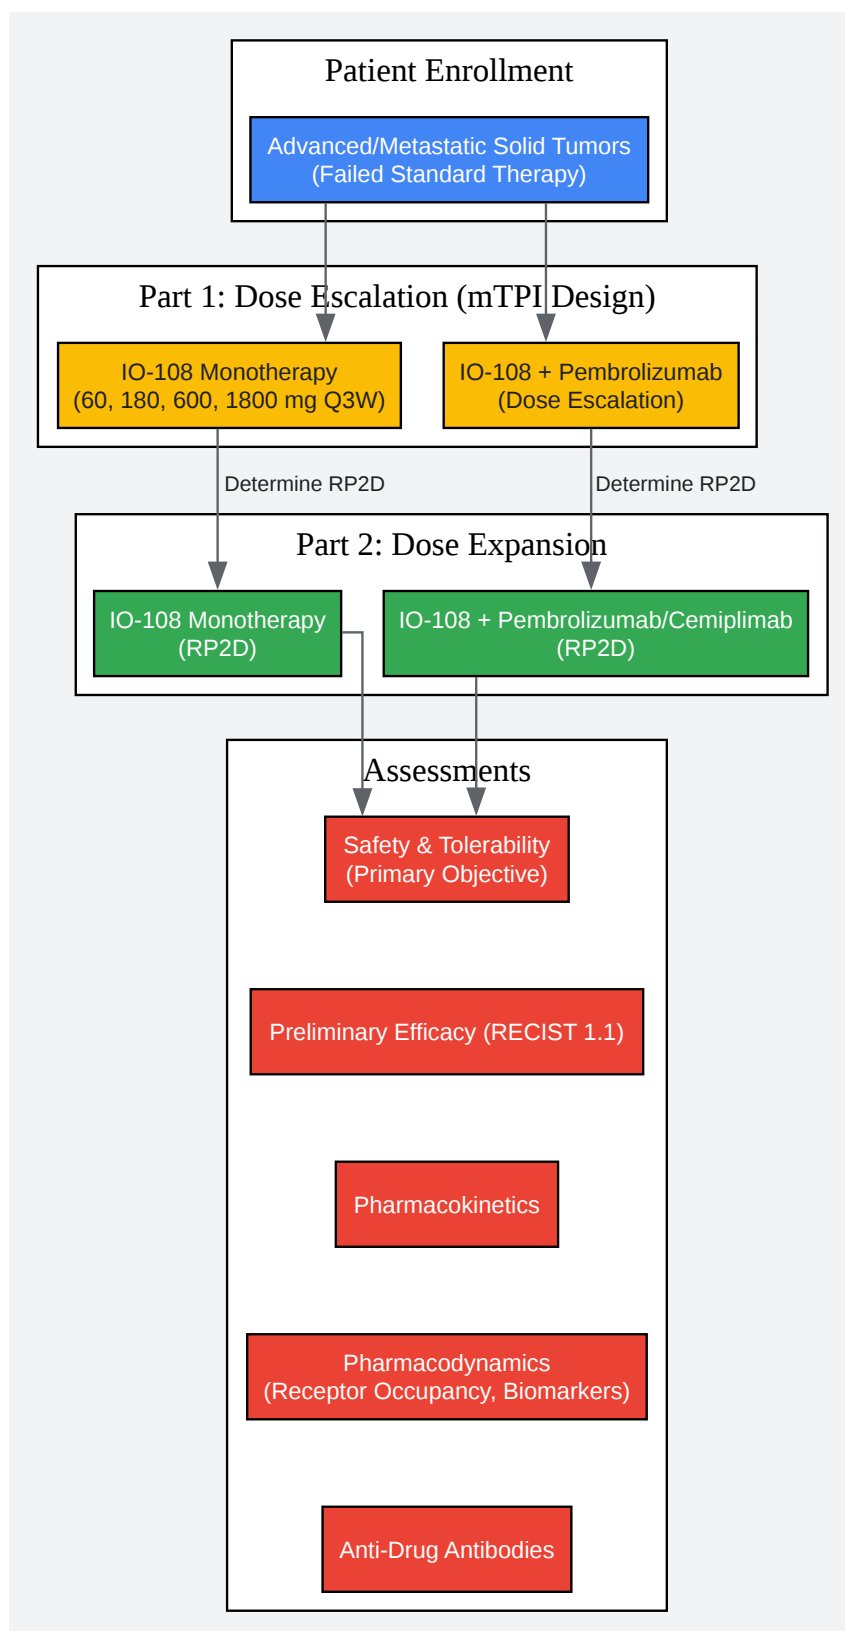 Patient Enrollment
Advanced/Metastatic Solid Tumors
(Failed Standard Therapy)
Part 1: Dose Escalation (mTPI Design)
IO-108 Monotherapy
(60, 180, 600, 1800 mg Q3W)
IO-108 + Pembrolizumab
(Dose Escalation)
Determine RP2D
Determine RP2D
Part 2: Dose Expansion
IO-108 Monotherapy
(RP2D)
IO-108 + Pembrolizumab/Cemiplimab
(RP2D)
Assessments
Safety & Tolerability
(Primary Objective)
Preliminary Efficacy (RECIST 1.1)
Pharmacokinetics
Pharmacodynamics
(Receptor Occupancy, Biomarkers)
Anti-Drug Antibodies